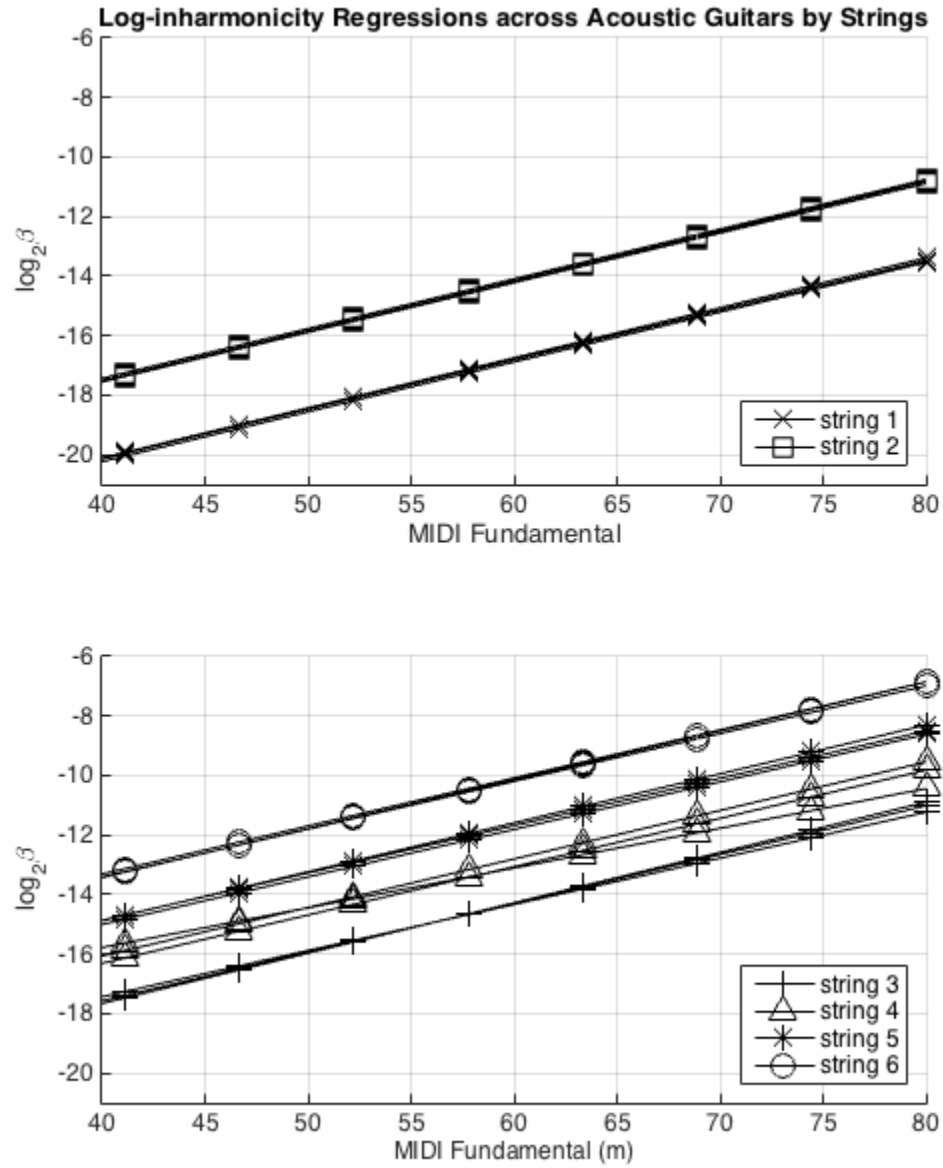 Log-inharmonicity Regressions across Acoustic Guitars by Strings
-6
-8
-10
-12
-14
-16
-18
-20
log₂β
40 45 50 55 60 65 70 75 80
MIDI Fundamental
string 1
string 2
-6
-8
-10
-12
-14
-16
-18
-20
log₂β
40 45 50 55 60 65 70 75 80
MIDI Fundamental (m)
string 3
string 4
string 5
string 6